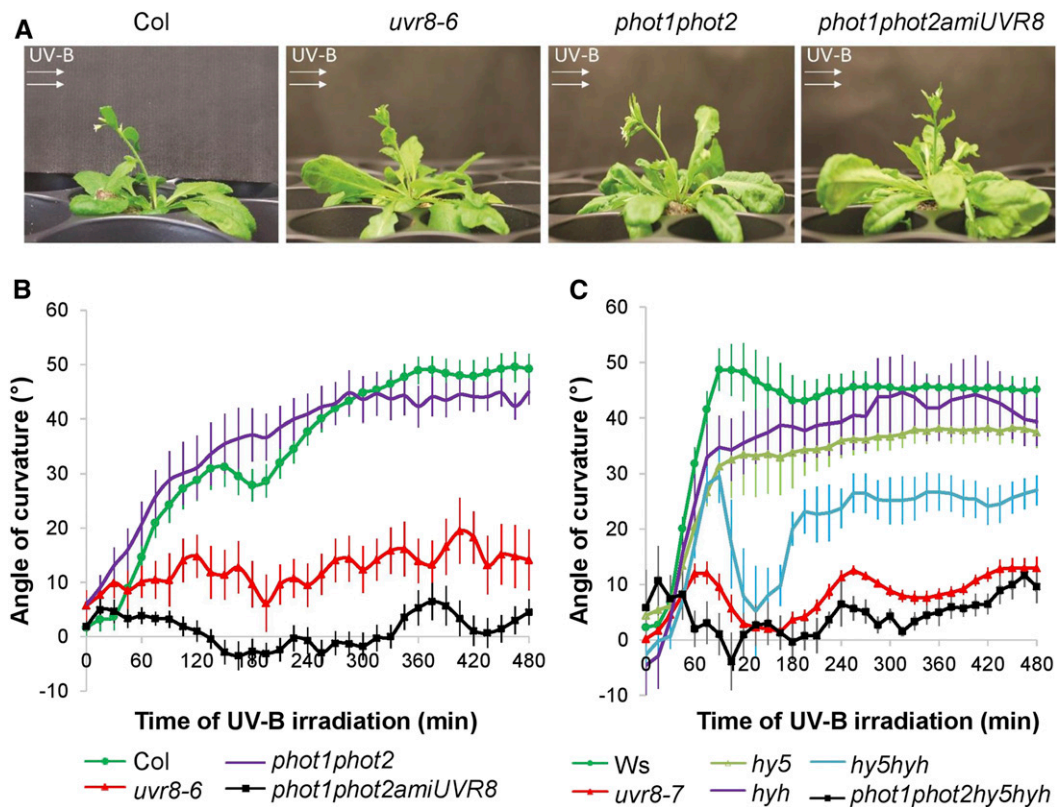 A
Col
uvr8-6
phot1phot2
phot1phot2amiUVR8
UV-B
UV-B
UV-B
UV-B
B
60
50
40
30
20
10
0
-10
Angle of curvature (°)
0 60 120 180 240 300 360 420 480
Time of UV-B irradiation (min)
Col
phot1phot2
uvr8-6
phot1phot2amiUVR8
C
60
50
40
30
20
10
0
-10
Angle of curvature (°)
0 60 120 180 240 300 360 420 480
Time of UV-B irradiation (min)
Ws
hy5
hy5hyh
uvr8-7
hyh
phot1phot2hy5hyh